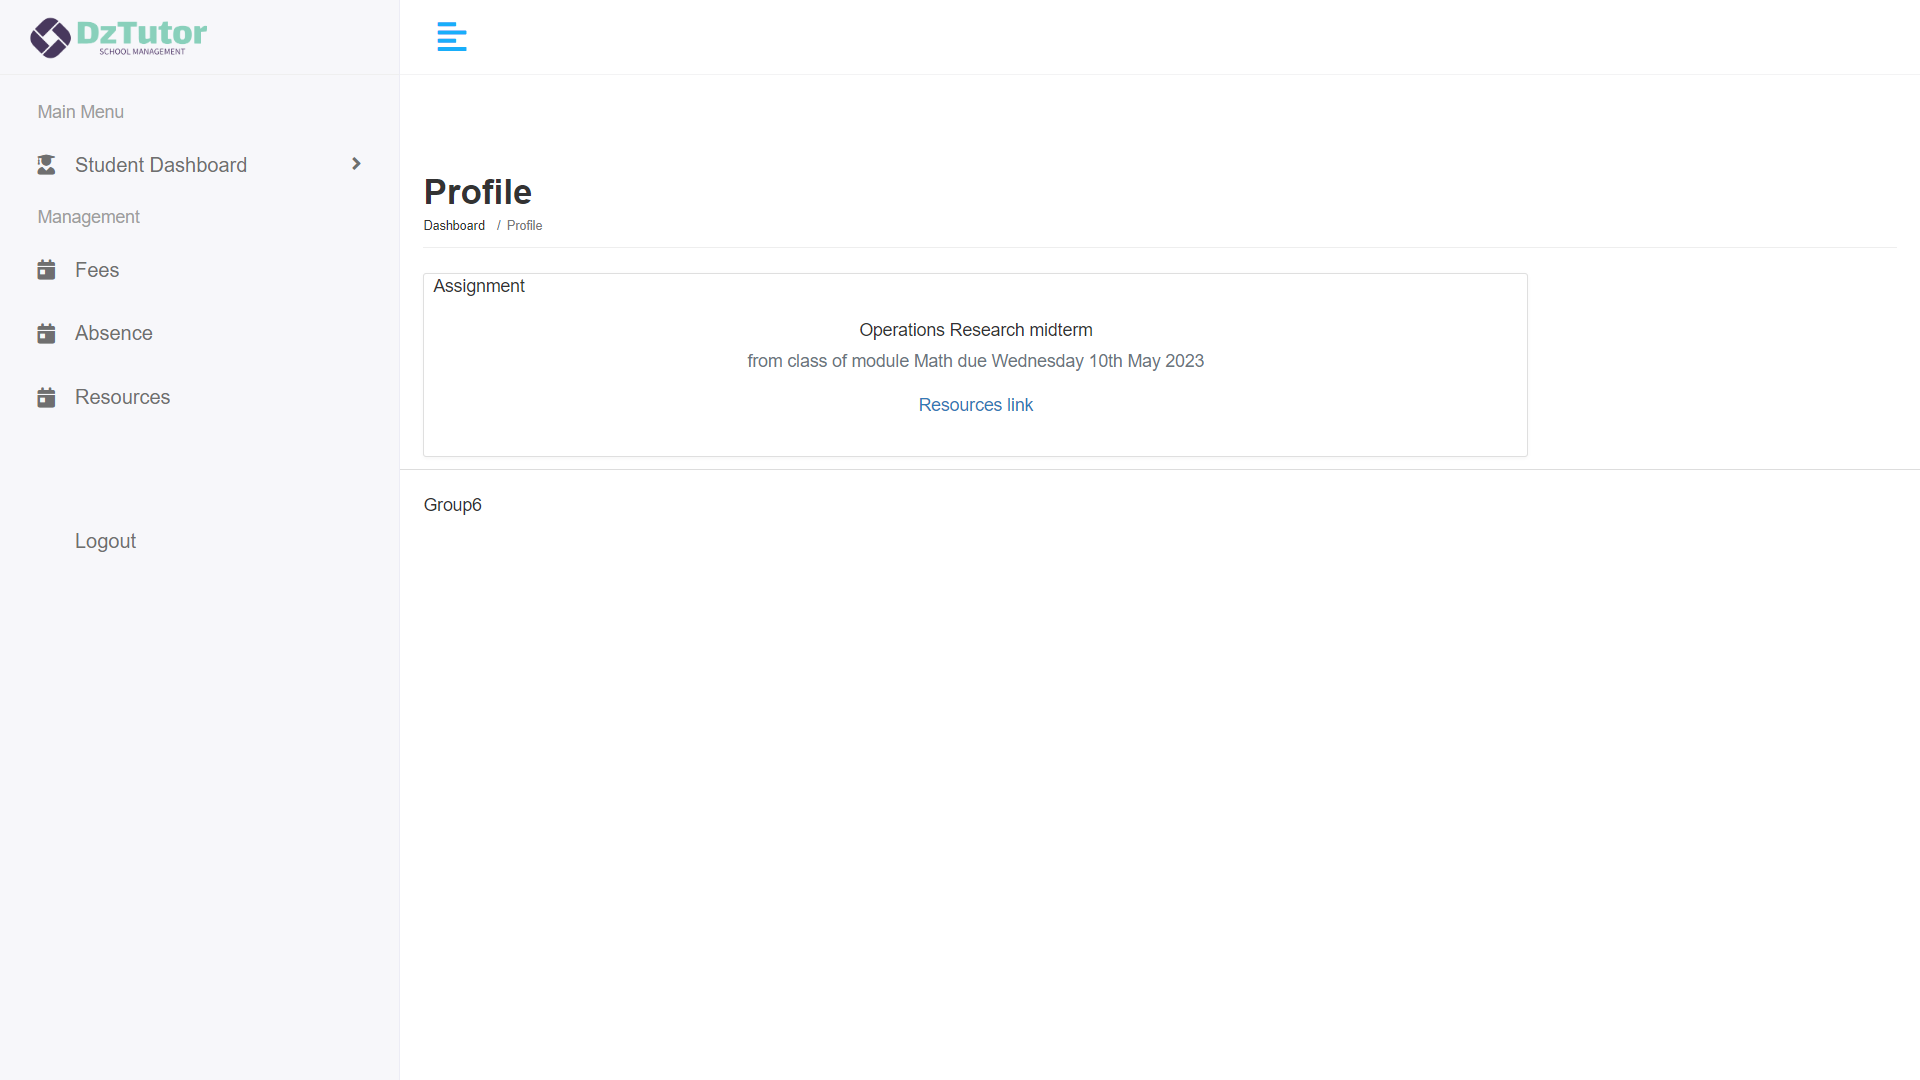 DzTutor
SCHOOL MANAGEMENT
Main Menu
Student Dashboard
Management
Fees
Absence
Resources
Logout
Profile
Dashboard / Profile
Assignment
Operations Research midterm
from class of module Math due Wednesday 10th May 2023
Resources link
Group6